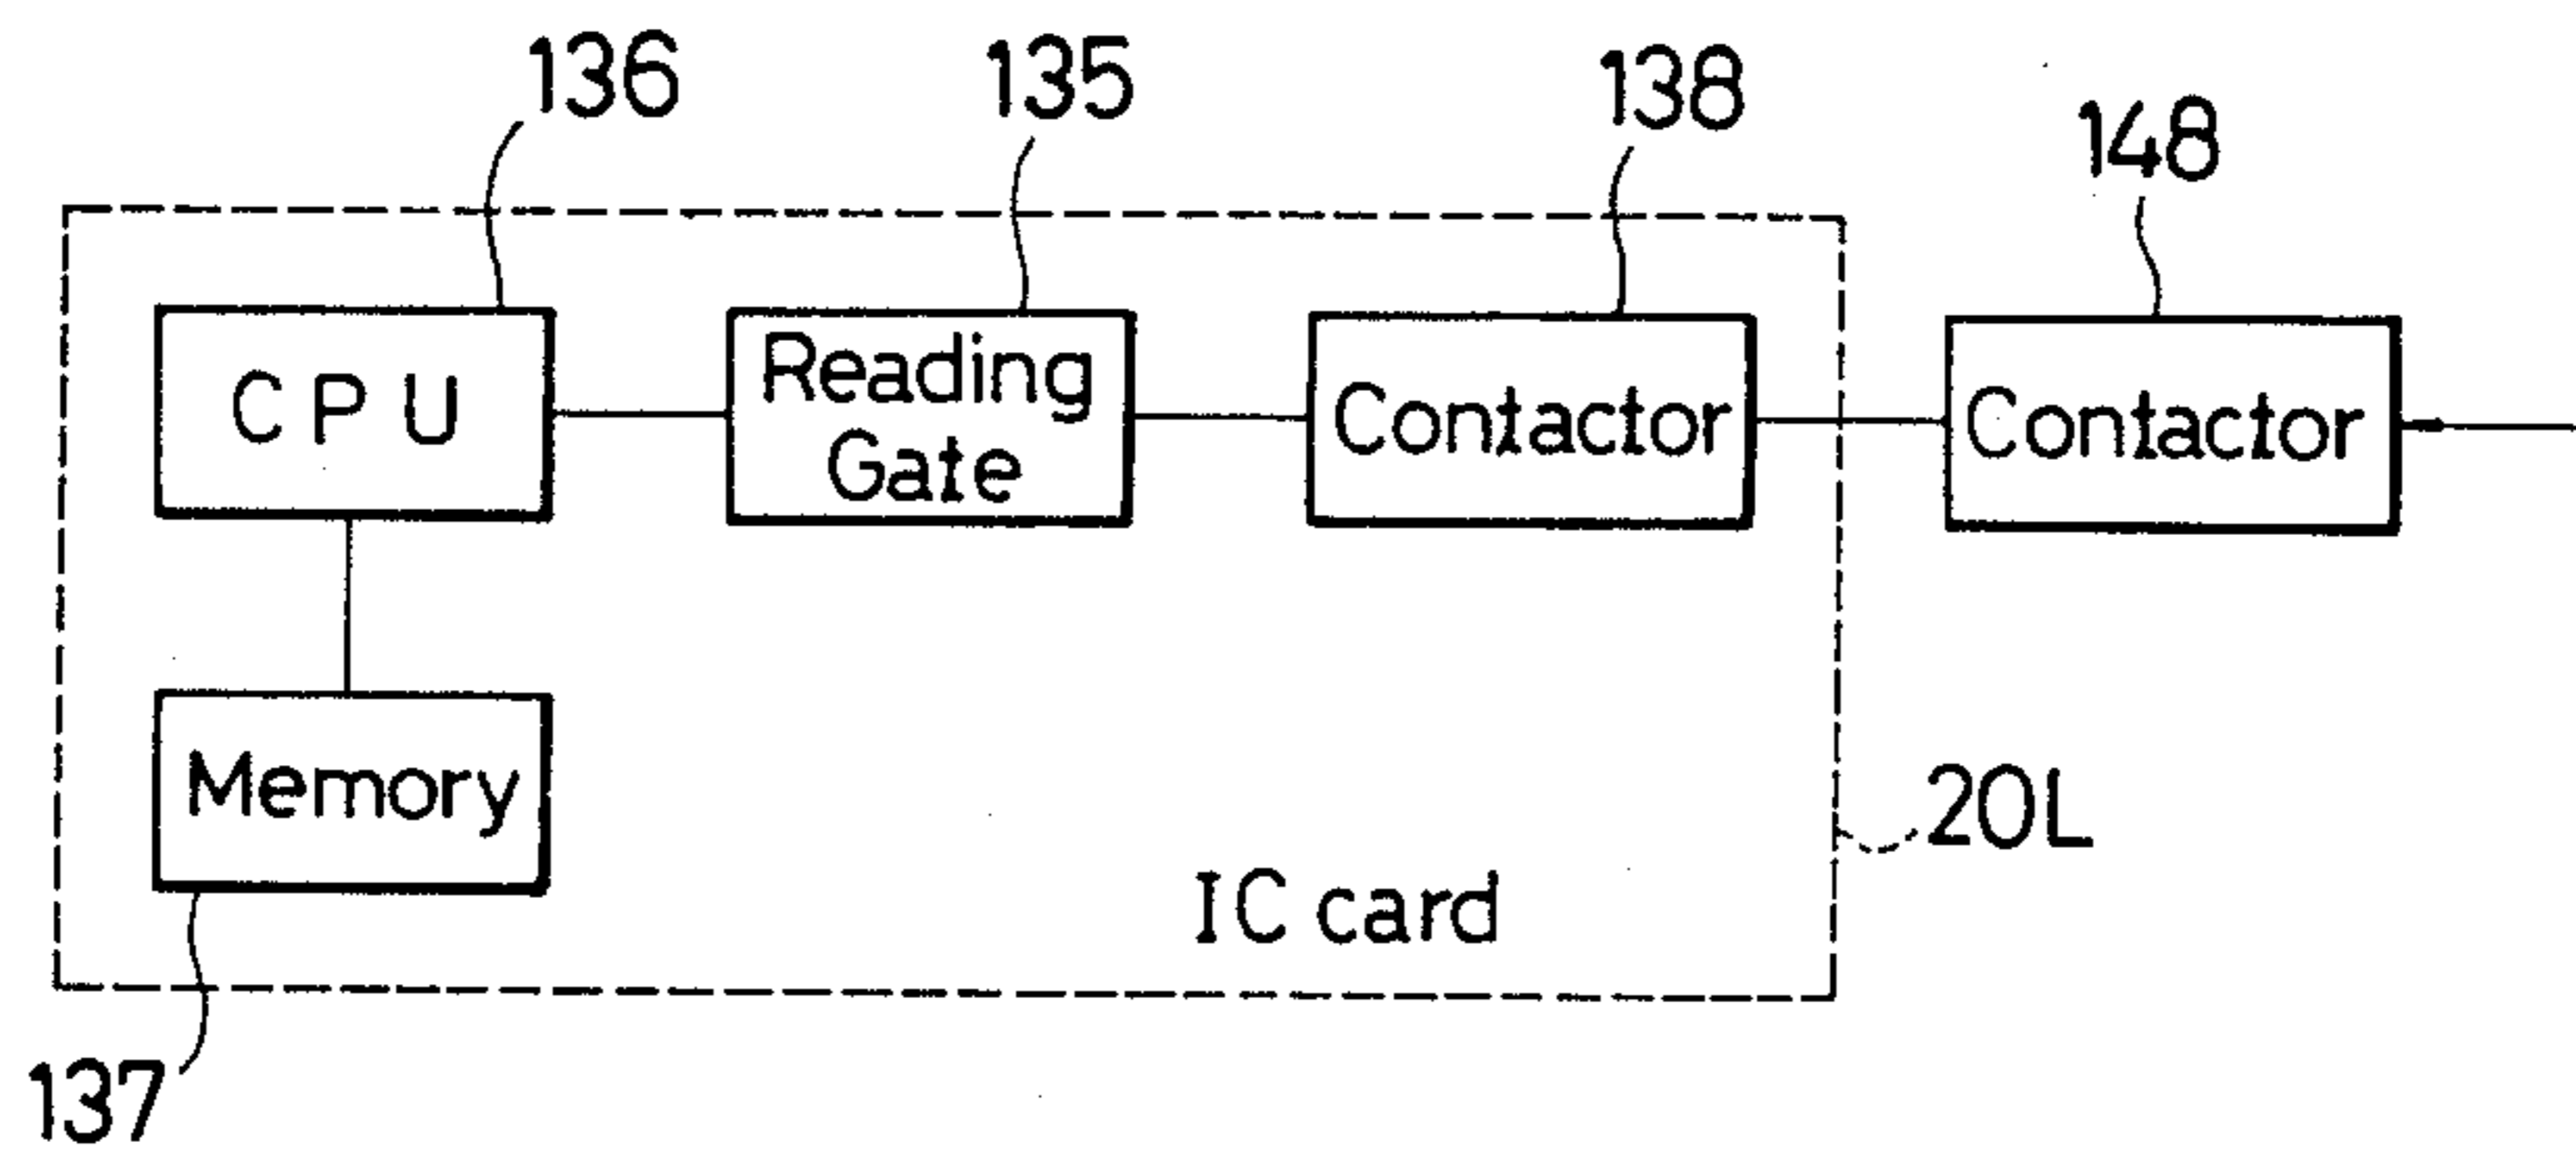 136
135
138
148
CPU
Reading
Gate
Contactor
Contactor
Memory
20L
IC card
137